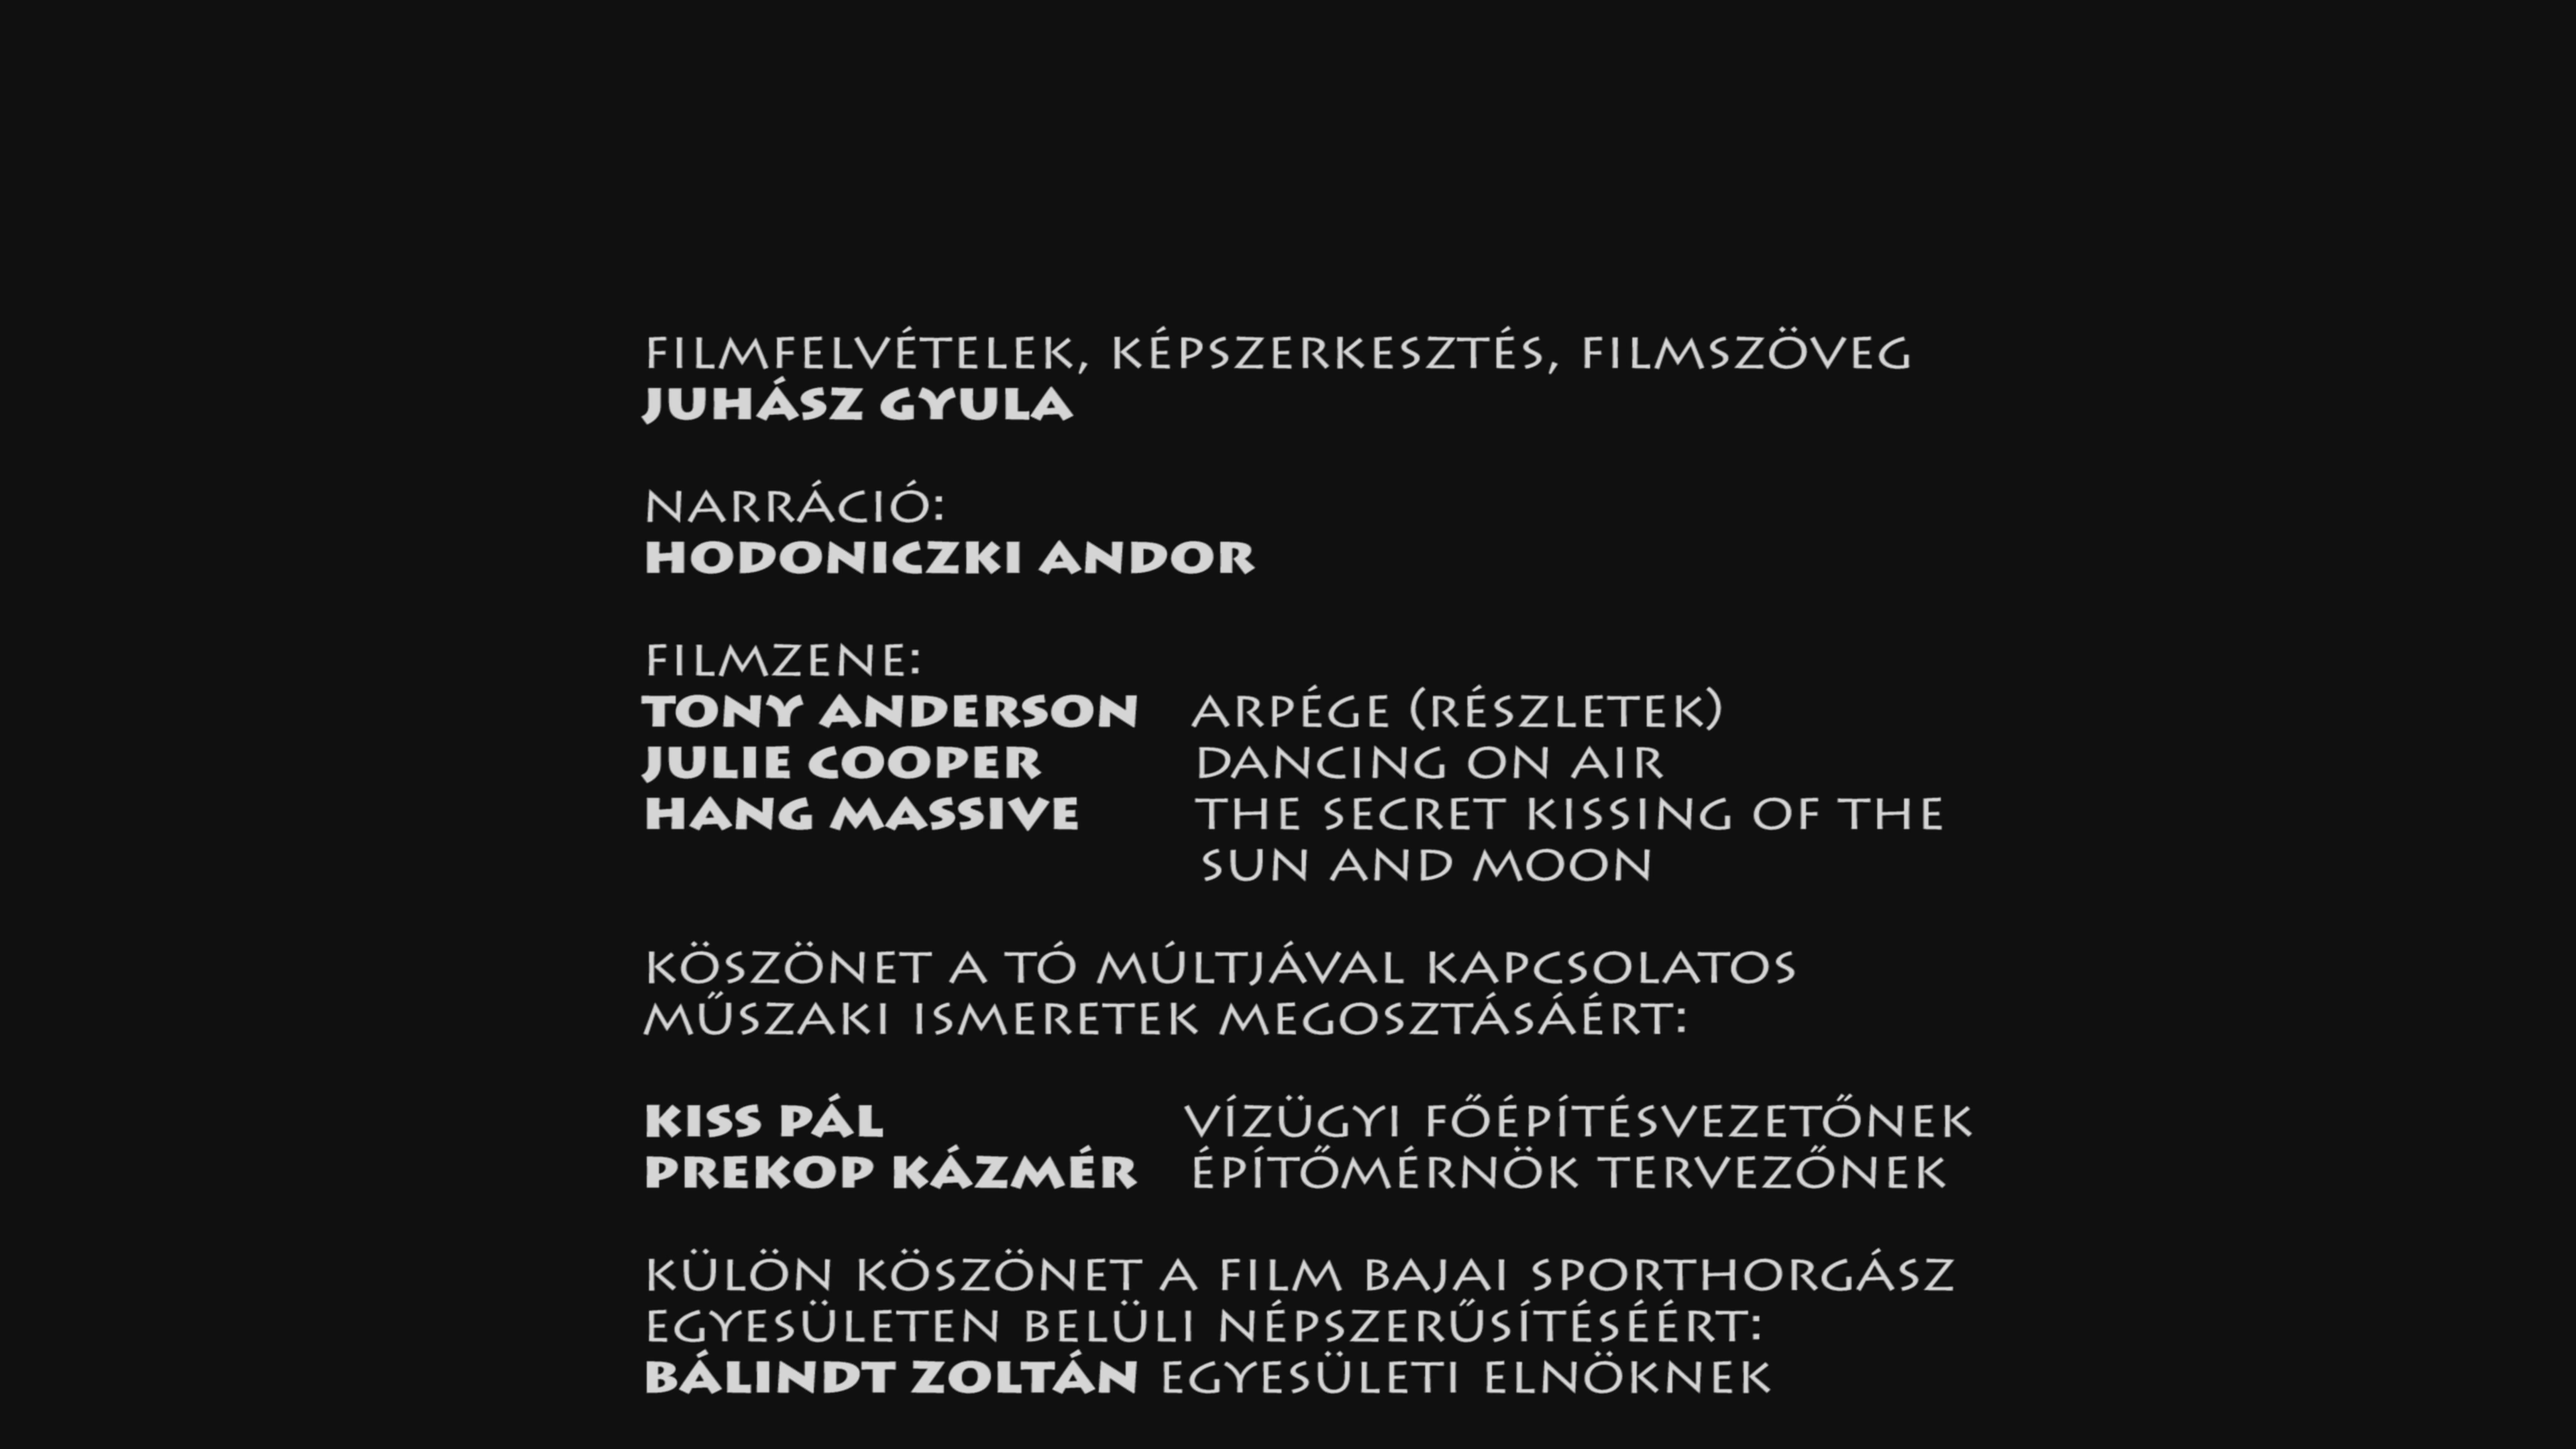 FILMFELVÉTELEK, KÉPSZERKESZTÉS, FILMSZÖVEG
JUHÁSZ GYULA
NARRÁCIÓ:
HODONICZKI ANDOR
FILMZENE:
TONY ANDERSON ARPÉGE (RÉSZLETEK)
JULIE COOPER DANCING ON AIR
HANG MASSIVE THE SECRET KISSING OF THE
SUN AND MOON
KÖSZÖNET A TÓ MÚLTJÁVAL KAPCSOLATOS
MŰSZAKI ISMERETEK MEGOSZTÁSÁÉRT:
KISS PÁL VÍZÜGYI FŐÉPÍTÉSVEZETŐNEK
PREKOP KÁZMÉR ÉPÍTŐMÉRNÖK TERVEZŐNEK
KÜLÖN KÖSZÖNET A FILM BAJAI SPORTHORGÁSZ
EGYESÜLETEN BELÜLI NÉPSZERŰSÍTÉSÉÉRT:
BÁLINDT ZOLTÁN EGYESÜLETI ELNÖKNEK